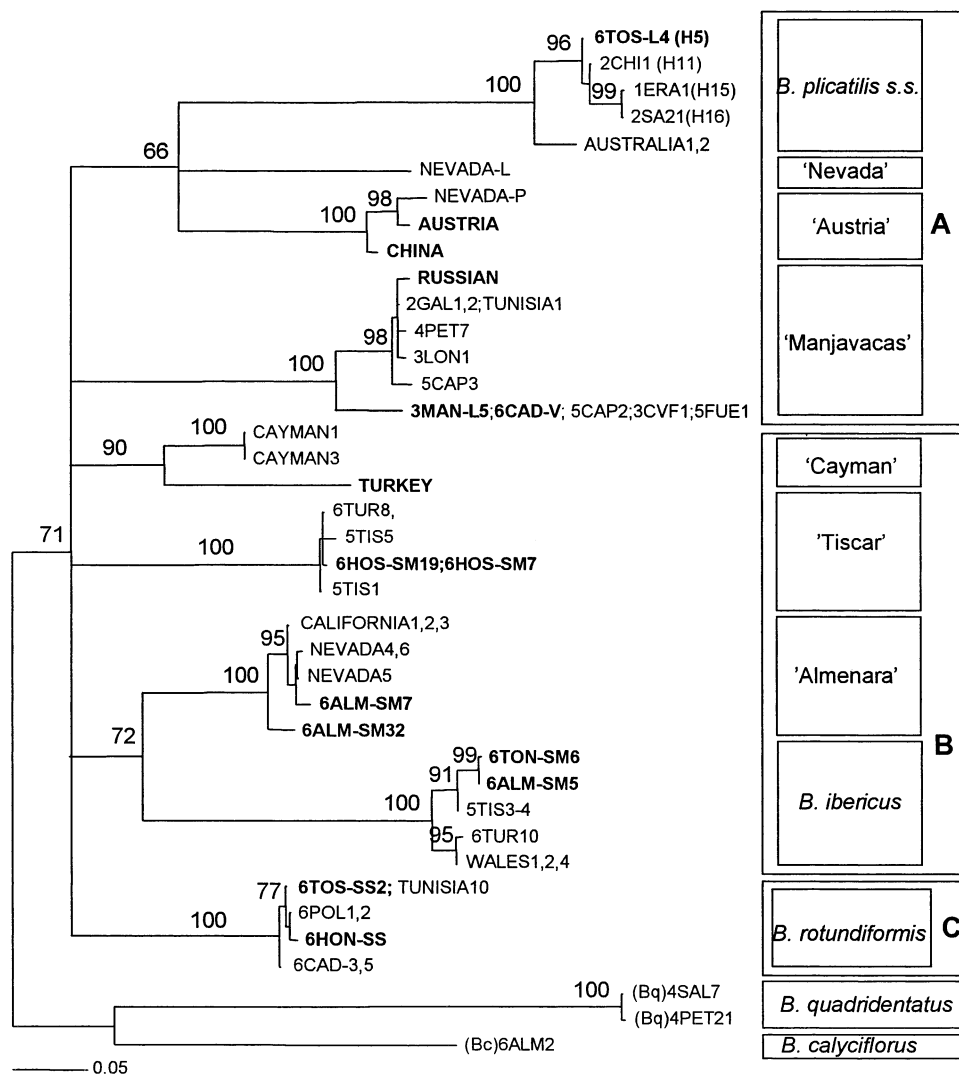 96
6TOS-L4 (H5)
2CHI1 (H11)
100
99
1ERA1(H15)
2SA21(H16)
AUSTRALIA1,2
B. plicatilis s.s.
66
NEVADA-L
'Nevada'
98
NEVADA-P
100
AUSTRIA
CHINA
'Austria'
A
RUSSIAN
2GAL1,2;TUNISIA1
98
4PET7
100
3LON1
5CAP3
3MAN-L5;6CAD-V; 5CAP2;3CVF1;5FUE1
'Manjavacas'
100
CAYMAN1
90
CAYMAN3
TURKEY
'Cayman'
71
6TUR8,
5TIS5
100
6HOS-SM19;6HOS-SM7
5TIS1
'Tiscar'
CALIFORNIA1,2,3
95
NEVADA4,6
100
NEVADA5
6ALM-SM7
6ALM-SM32
'Almenara'
72
B
99
6TON-SM6
91
6ALM-SM5
100
5TIS3-4
95
6TUR10
WALES1,2,4
B. ibericus
77
6TOS-SS2; TUNISIA10
6POL1,2
100
6HON-SS
6CAD-3,5
B. rotundiformis
C
100
(Bq)4SAL7
(Bq)4PET21
B. quadridentatus
(Bc)6ALM2
B. calyciflorus
0.05